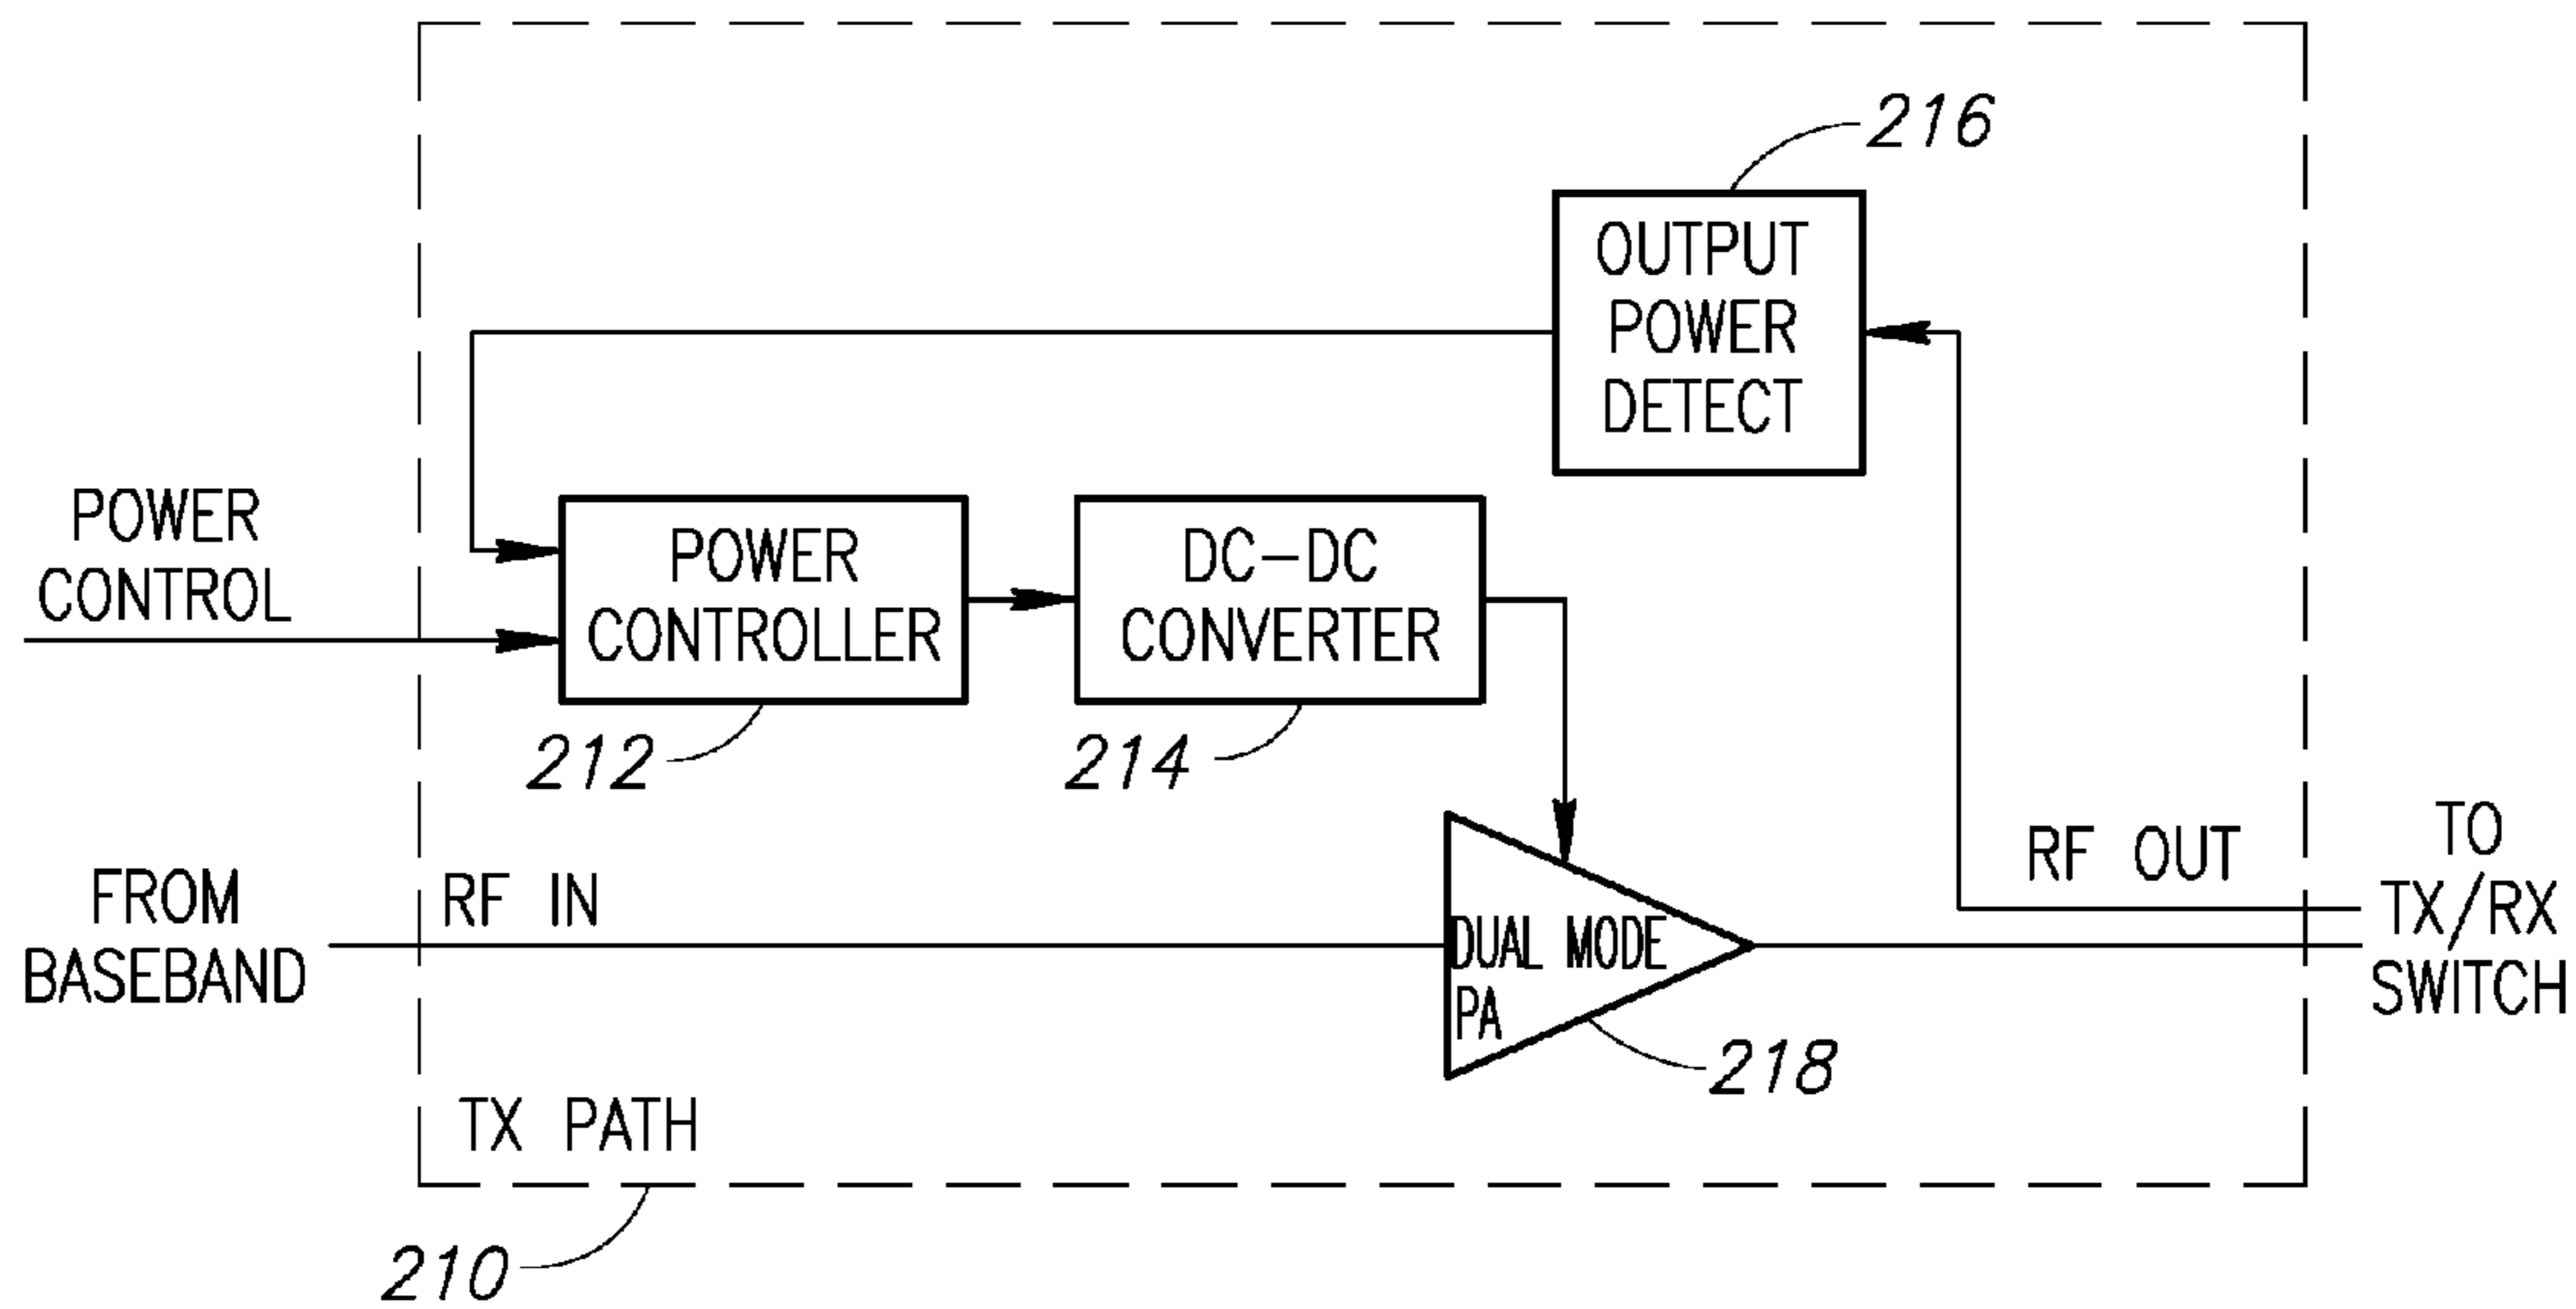 216
OUTPUT
POWER
DETECT
POWER
CONTROL
POWER
CONTROLLER
212
DC-DC
CONVERTER
214
FROM
BASEBAND
RF IN
DUAL MODE
PA
218
RF OUT
TO
TX/RX
SWITCH
TX PATH
210